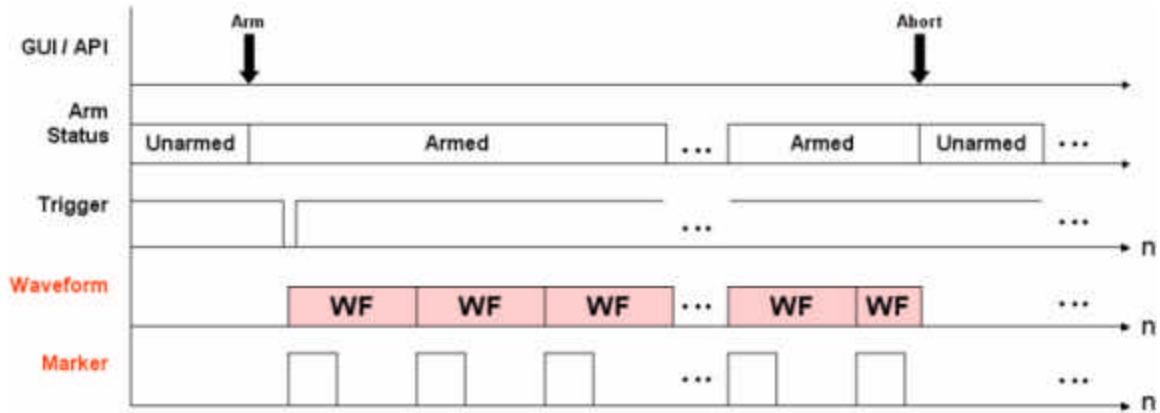 Arm
Abort
GUI / API
Arm
Status
Unarmed
Armed
...
Armed
Unarmed
...
Trigger
...
...
n
Waveform
WF
WF
WF
...
WF
WF
...
n
Marker
...
...
n